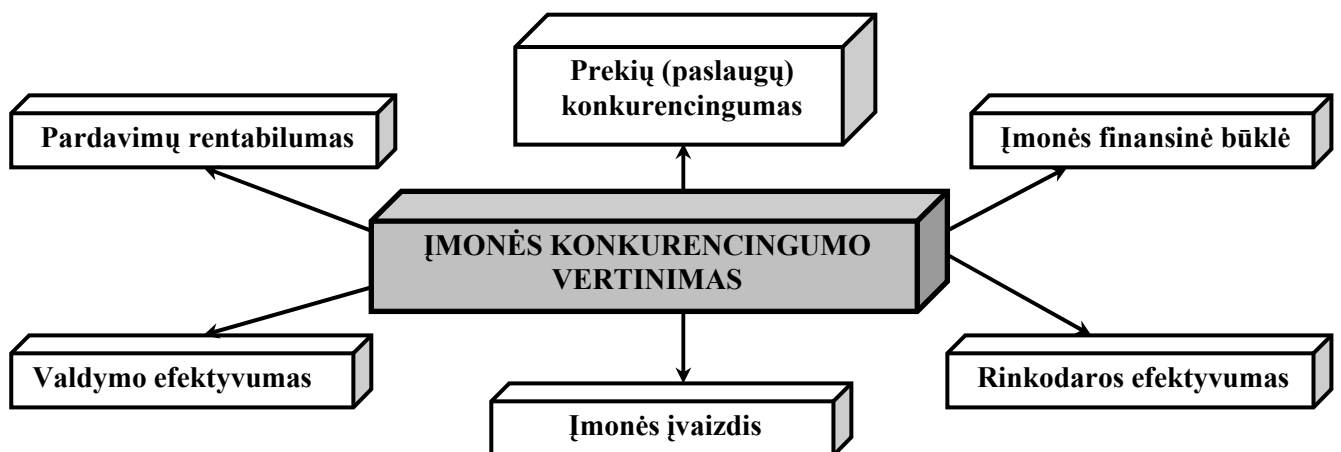 Prekių (paslaugų)
konkurencingumas
Pardavimų rentabilumas
Įmonės finansinė būklė
ĮMONĖS KONKURENCINGUMO
VERTINIMAS
Valdymo efektyvumas
Rinkodaros efektyvumas
Įmonės įvaizdis